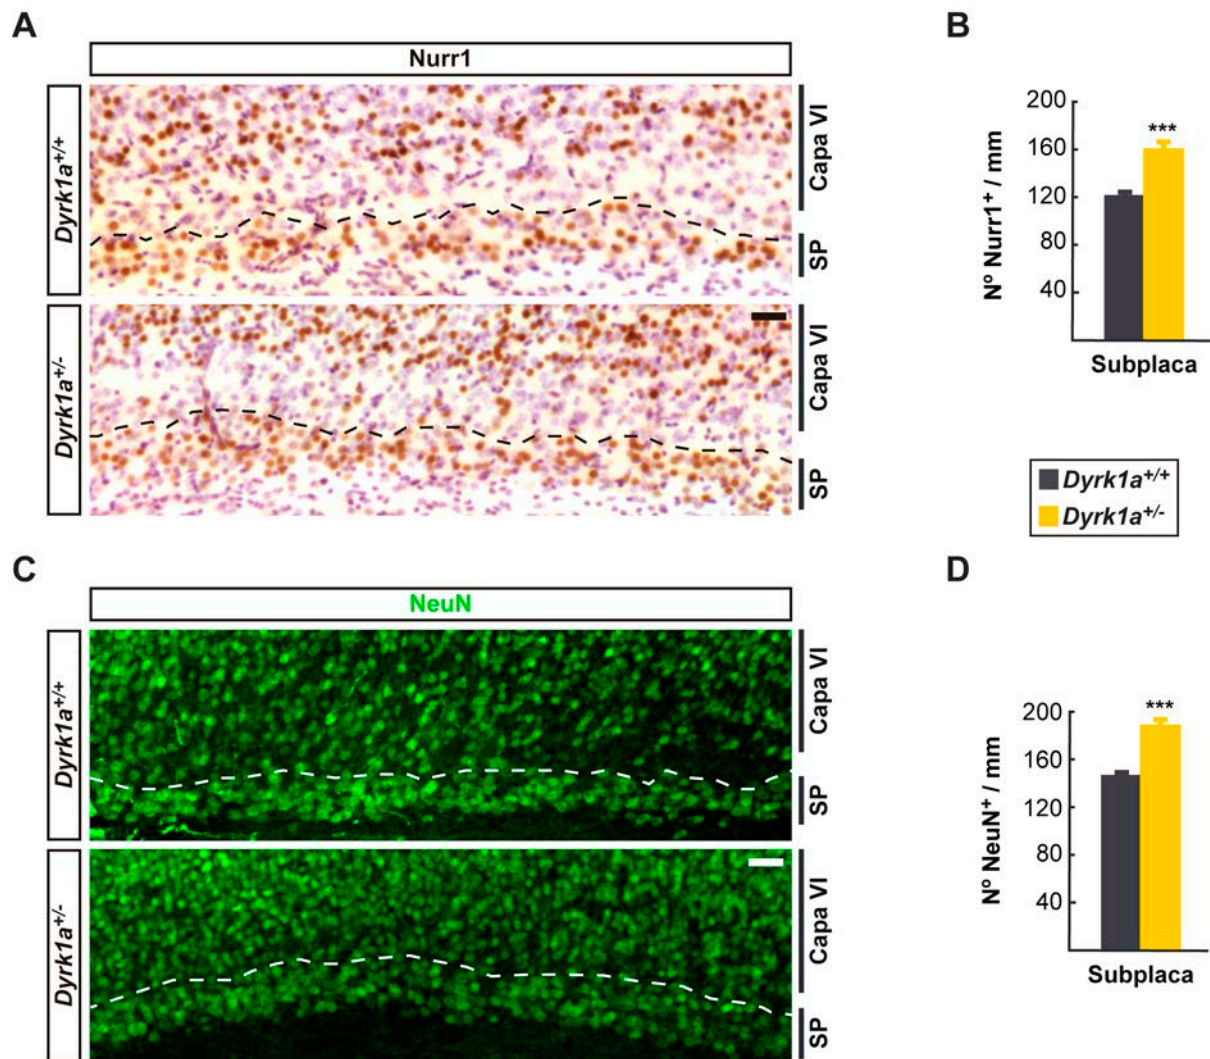 A
Nurr1
Dyrk1a+/+
Capa VI
SP
Dyrk1a+/-
Capa VI
SP
B
Nº Nurr1+ / mm
200
160
120
80
40
***
Subplaca
Dyrk1a+/+
Dyrk1a+/-
C
NeuN
Dyrk1a+/+
Capa VI
SP
Dyrk1a+/-
Capa VI
SP
D
Nº NeuN+ / mm
200
160
120
80
40
***
Subplaca